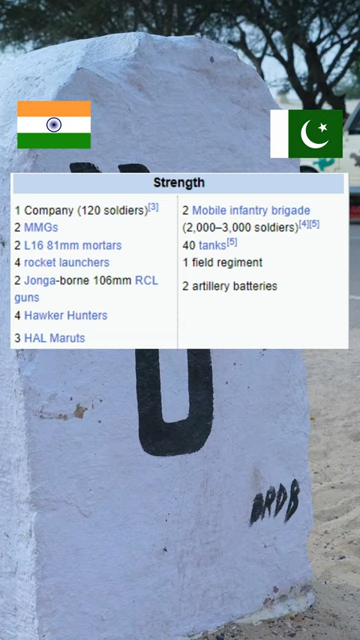 Strength
1 Company (120 soldiers)[3]
2 MMGs
2 L16 81mm mortars
4 rocket launchers
2 Jonga-borne 106mm RCL
guns
4 Hawker Hunters
3 HAL Maruts
2 Mobile infantry brigade
(2,000–3,000 soldiers)[4][5]
40 tanks[5]
1 field regiment
2 artillery batteries
0
BRDB